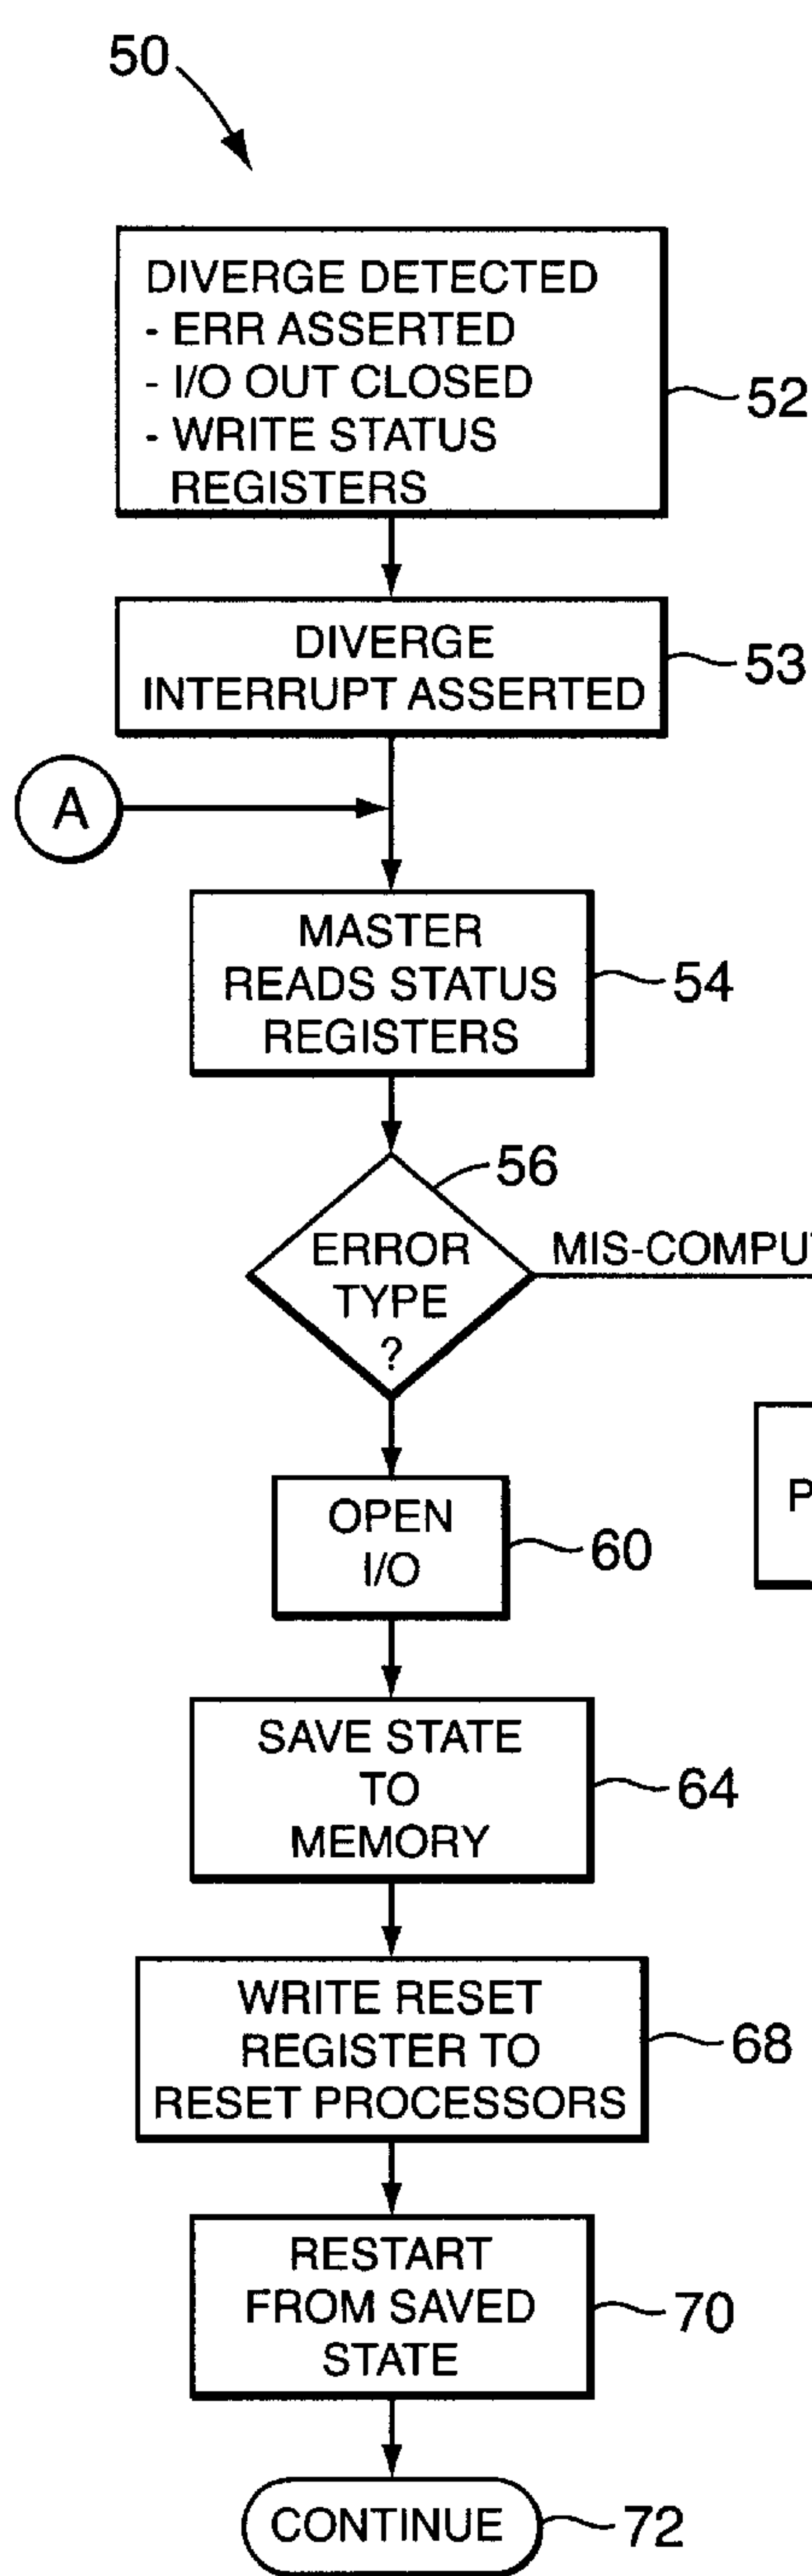 50
DIVERGE DETECTED
- ERR ASSERTED
- I/O OUT CLOSED
- WRITE STATUS
REGISTERS
52
DIVERGE
INTERRUPT ASSERTED
53
A
MASTER
READS STATUS
REGISTERS
54
56
ERROR
TYPE
?
MIS-COMPU
OPEN
I/O
60
P
SAVE STATE
TO
MEMORY
64
WRITE RESET
REGISTER TO
RESET PROCESSORS
68
RESTART
FROM SAVED
STATE
70
CONTINUE
72